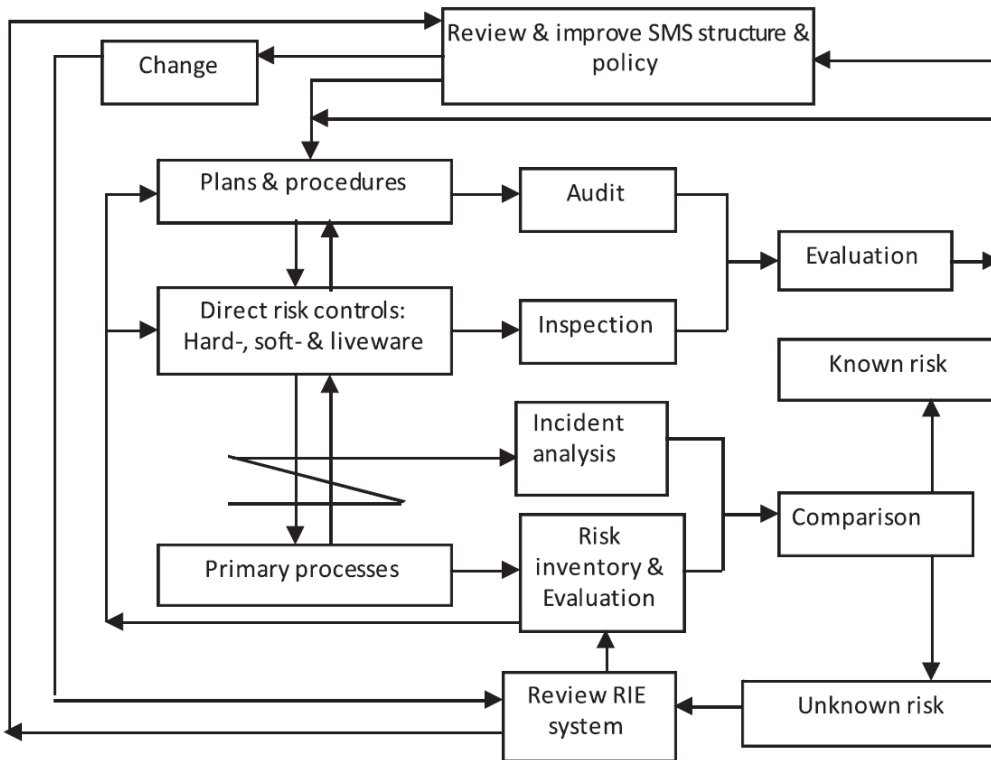 Review & improve SMS structure &
policy
Change
Plans & procedures
Audit
Evaluation
Direct risk controls:
Hard-, soft- & liveware
Inspection
Known risk
Incident
analysis
Comparison
Risk
inventory &
Evaluation
Primary processes
Review RIE
system
Unknown risk